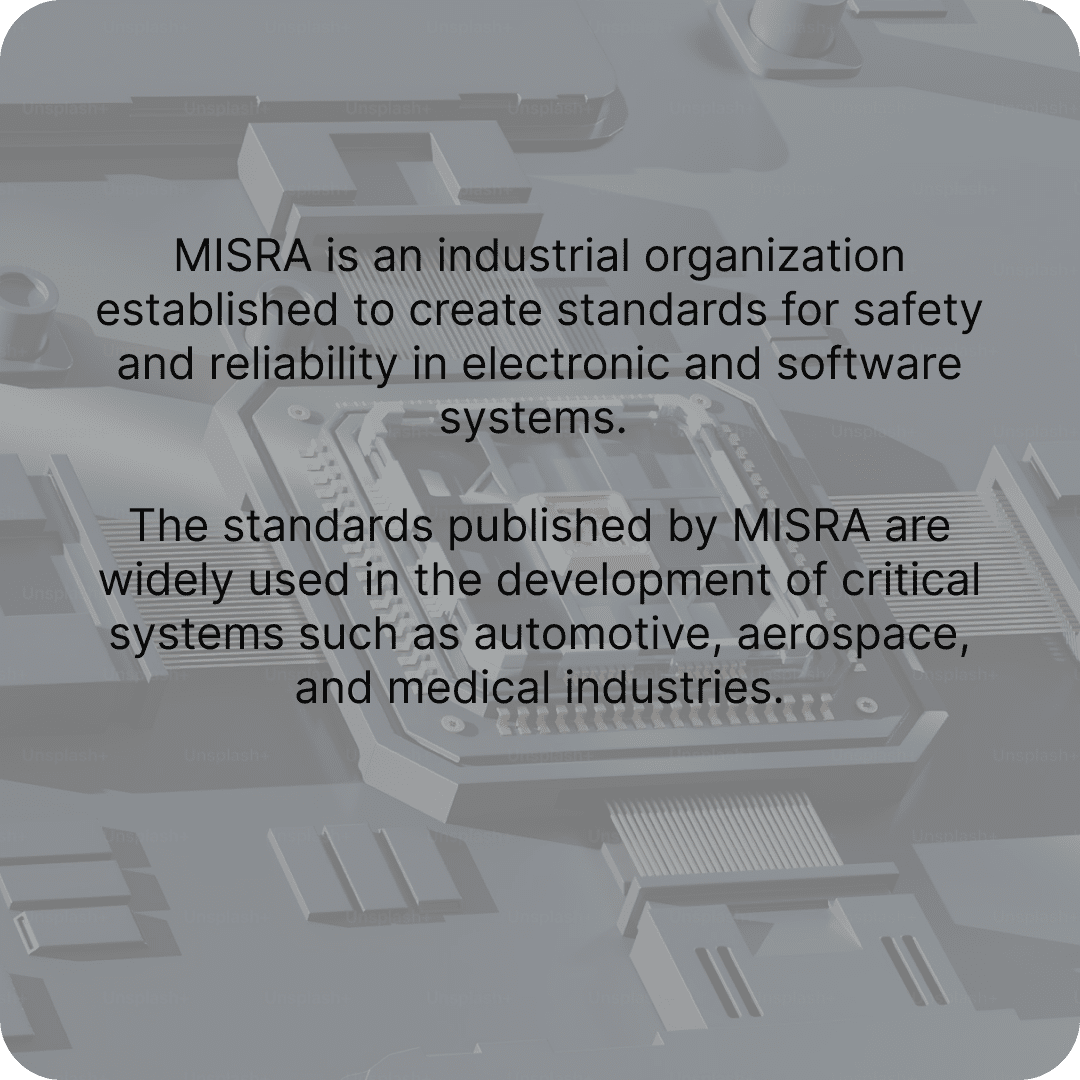 MISRA is an industrial organization
established to create standards for safety
and reliability in electronic and software
systems.
The standards published by MISRA are
widely used in the development of critical
systems such as automotive, aerospace,
and medical industries.